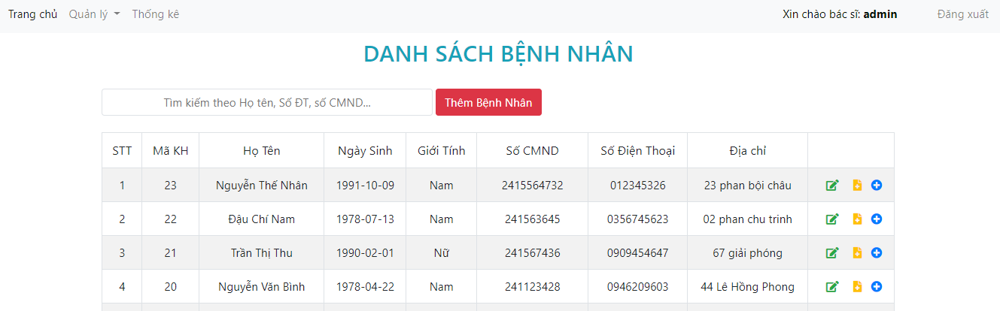 Trang chủ Quản lý Thống kê Xin chào bác sĩ: admin Đăng xuất
DANH SÁCH BỆNH NHÂN
Tìm kiếm theo Họ tên, Số ĐT, số CMND... Thêm Bệnh Nhân
STT Mã KH Họ Tên Ngày Sinh Giới Tính Số CMND Số Điện Thoại Địa chỉ
1 23 Nguyễn Thế Nhân 1991-10-09 Nam 2415564732 012345326 23 phan bội châu
2 22 Đậu Chí Nam 1978-07-13 Nam 241563645 0356745623 02 phan chu trinh
3 21 Trần Thị Thu 1990-02-01 Nữ 241567436 0909454647 67 giải phóng
4 20 Nguyễn Văn Bình 1978-04-22 Nam 241123428 0946209603 44 Lê Hồng Phong